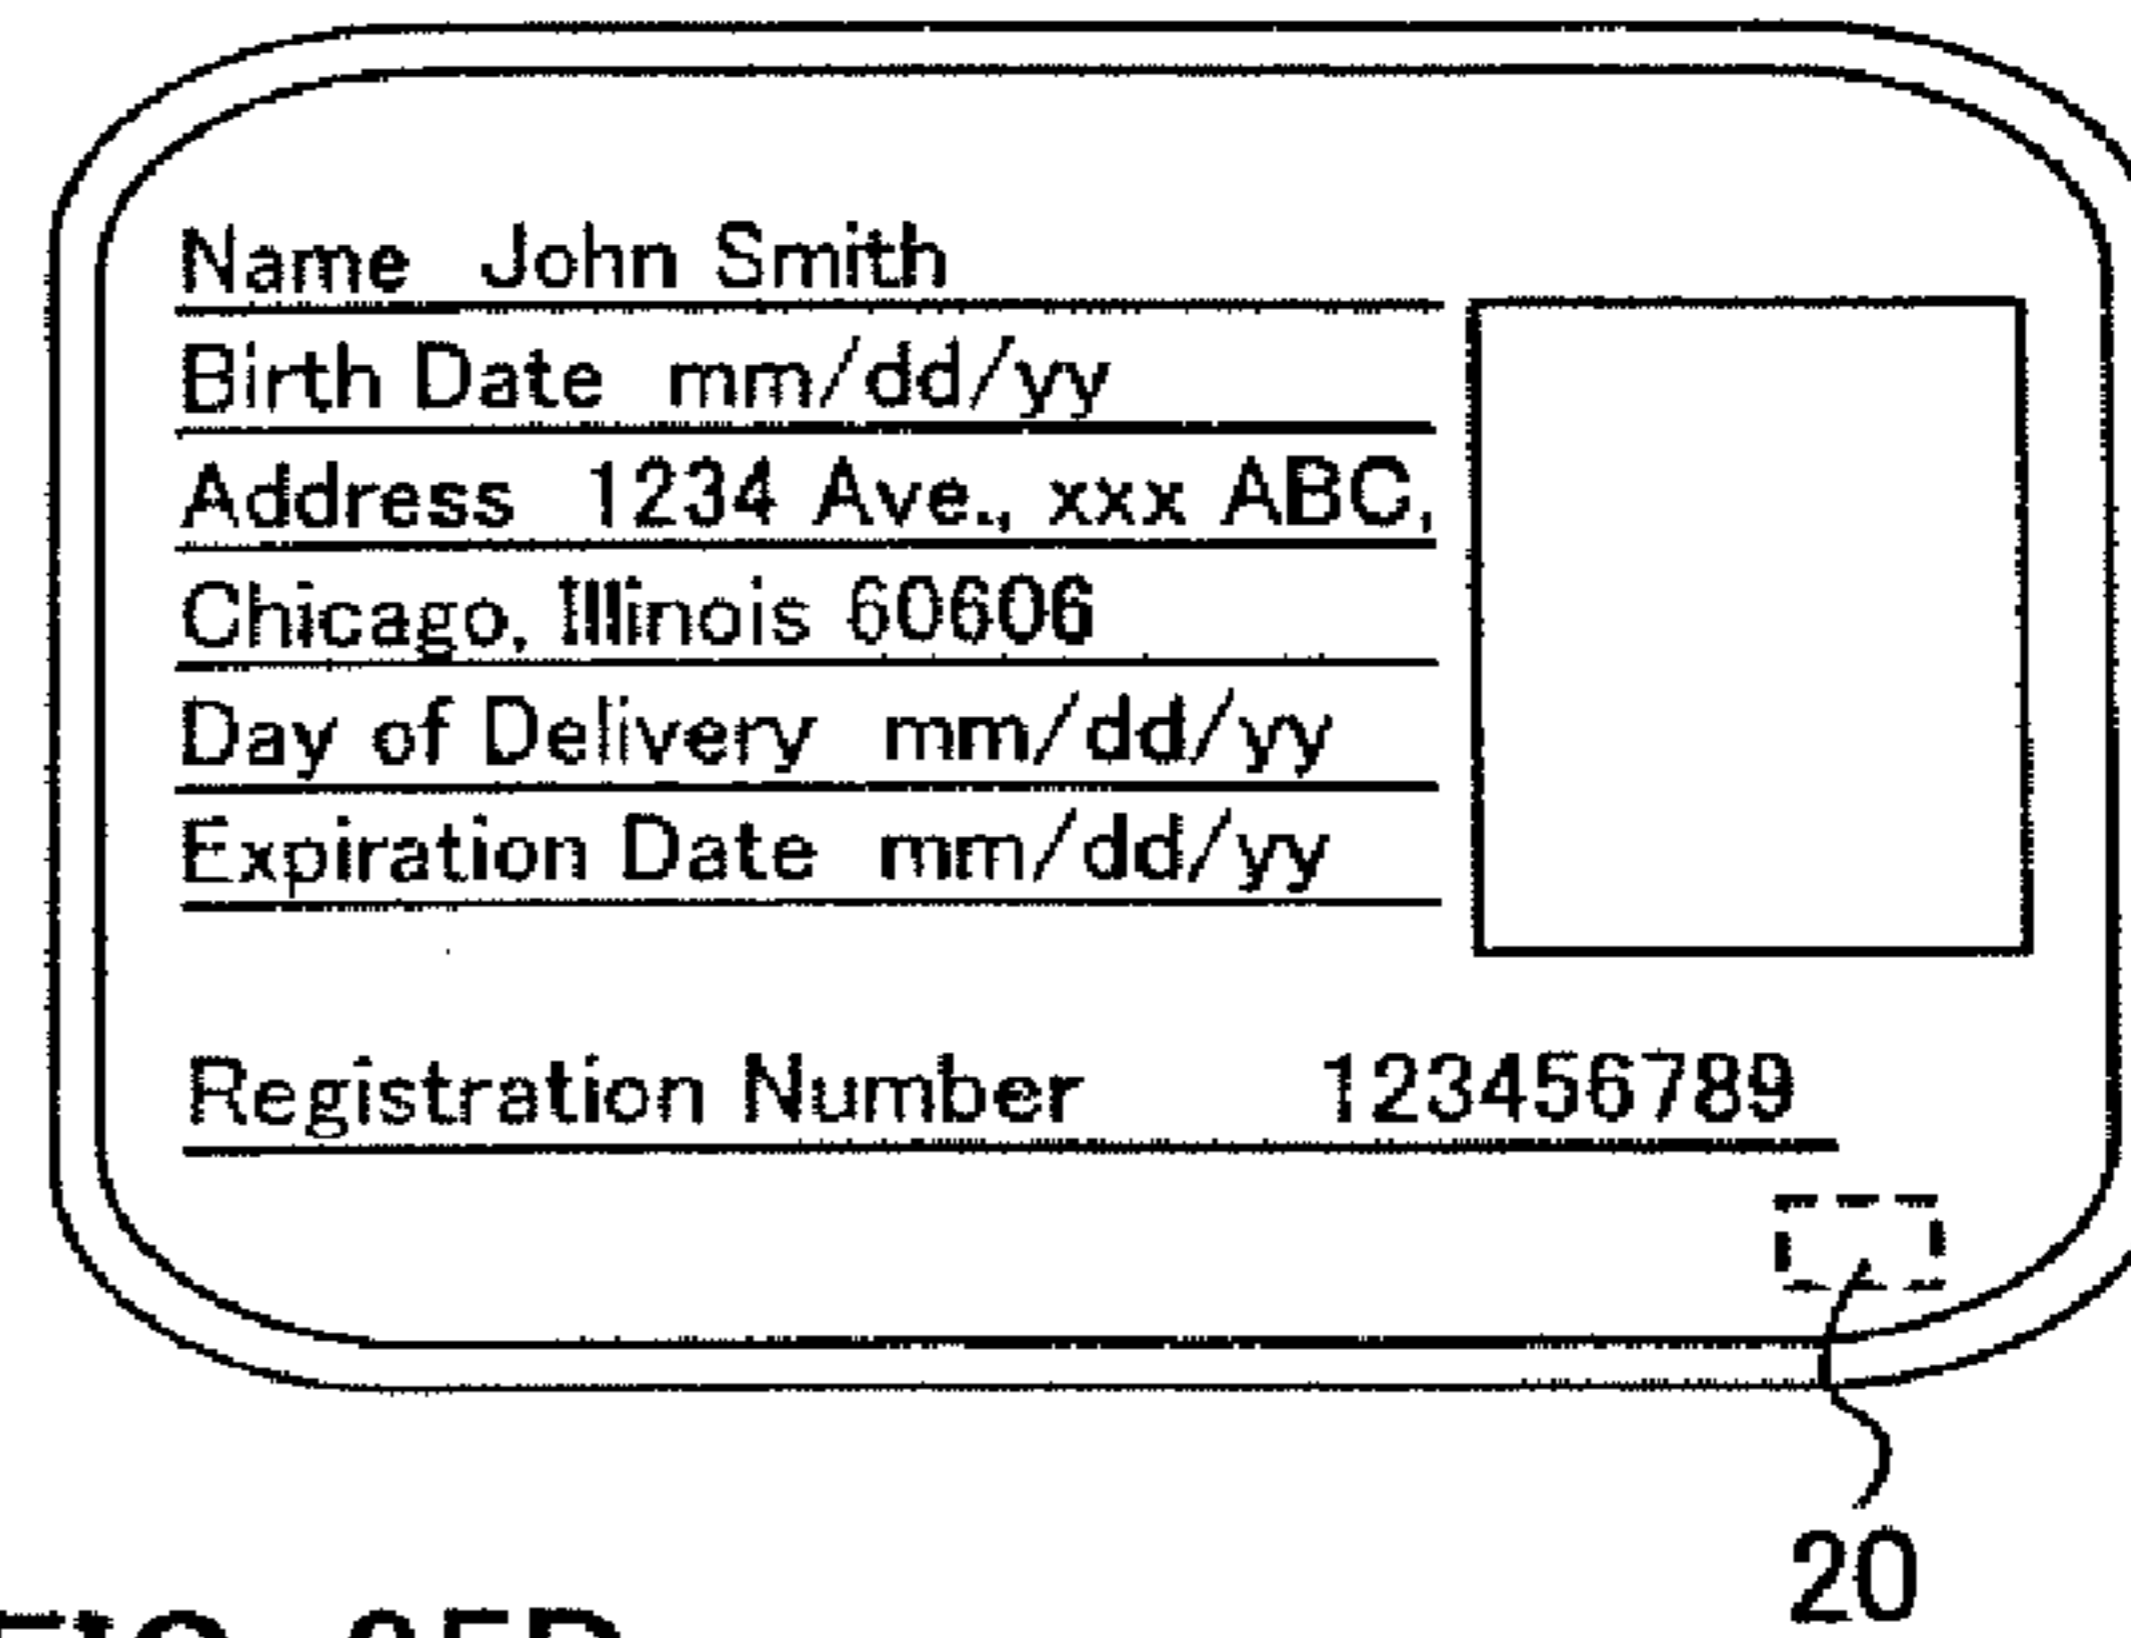 Name John Smith
Birth Date mm/dd/yy
Address 1234 Ave., xxx ABC,
Chicago, Illinois 60606
Day of Delivery mm/dd/yy
Expiration Date mm/dd/yy
Registration Number 123456789
20